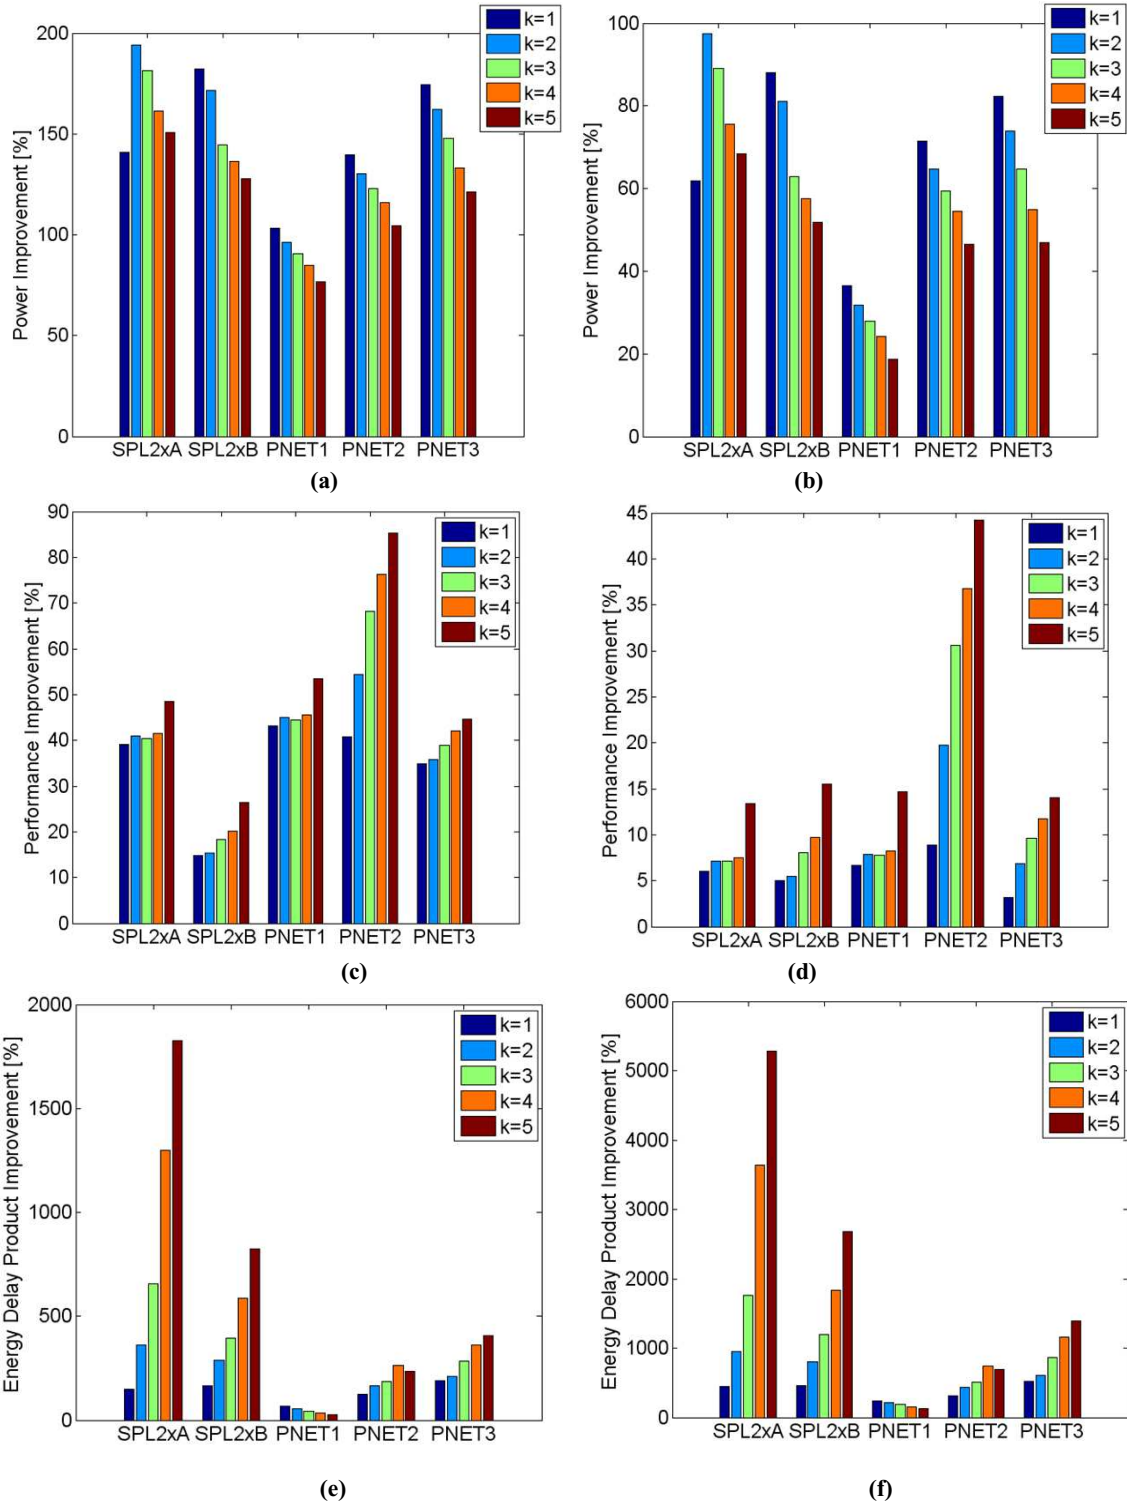 Power Improvement [%]
200
150
100
50
0
SPL2xA SPL2xB PNET1 PNET2 PNET3
k=1
k=2
k=3
k=4
k=5
(a)
Power Improvement [%]
100
80
60
40
20
0
SPL2xA SPL2xB PNET1 PNET2 PNET3
k=1
k=2
k=3
k=4
k=5
(b)
Performance Improvement [%]
90
80
70
60
50
40
30
20
10
0
SPL2xA SPL2xB PNET1 PNET2 PNET3
k=1
k=2
k=3
k=4
k=5
(c)
Performance Improvement [%]
45
40
35
30
25
20
15
10
5
0
SPL2xA SPL2xB PNET1 PNET2 PNET3
k=1
k=2
k=3
k=4
k=5
(d)
Energy Delay Product Improvement [%]
2000
1500
1000
500
0
SPL2xA SPL2xB PNET1 PNET2 PNET3
k=1
k=2
k=3
k=4
k=5
(e)
Energy Delay Product Improvement [%]
6000
5000
4000
3000
2000
1000
0
SPL2xA SPL2xB PNET1 PNET2 PNET3
k=1
k=2
k=3
k=4
k=5
(f)